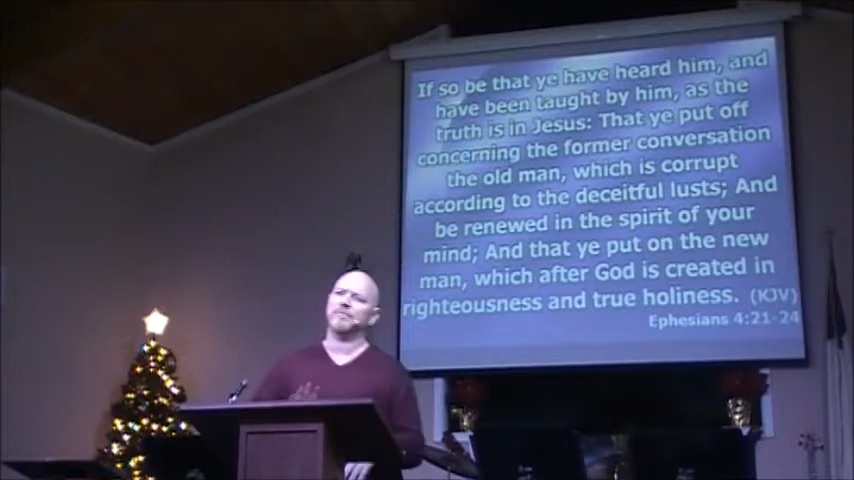 If so be that ye have heard him, and
have been taught by him, as the
truth is in Jesus: That ye put off
concerning the former conversation
the old man, which is corrupt
according to the deceitful lusts; And
be renewed in the spirit of your
mind; And that ye put on the new
man, which after God is created in
righteousness and true holiness. (KJV)
Ephesians 4:21-24